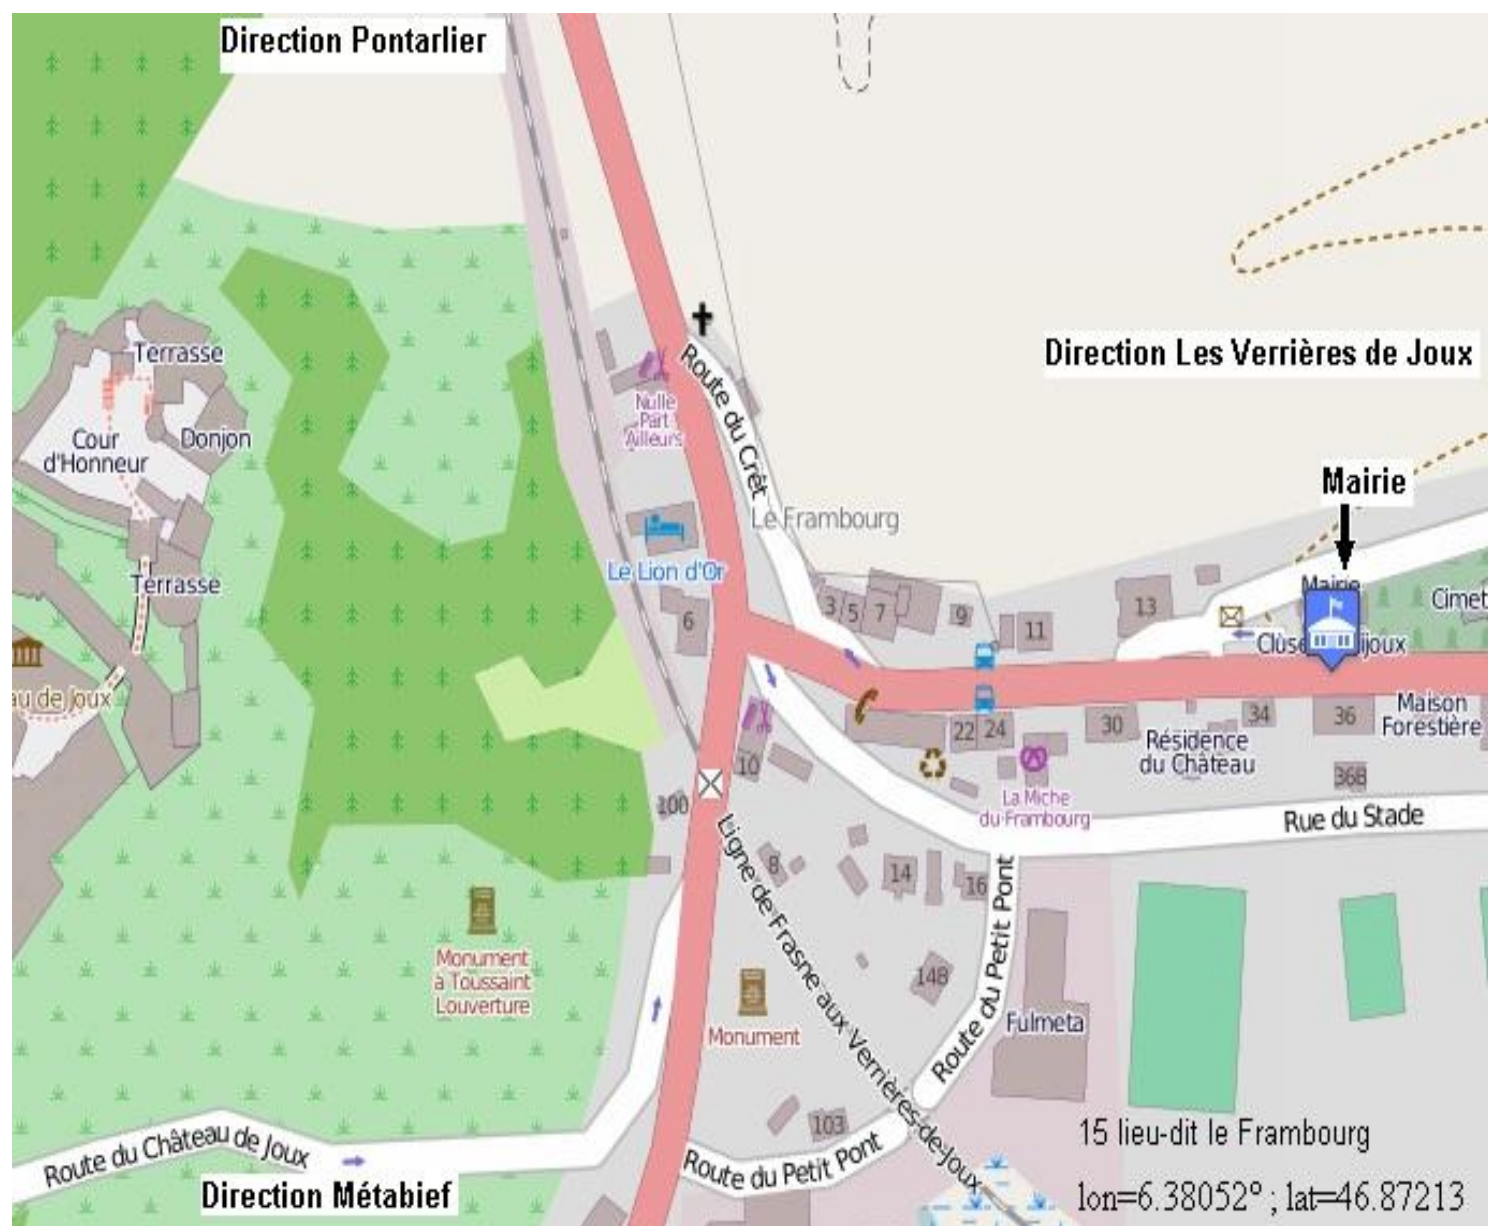 Direction Pontarlier
Terrasse
Cour
d'Honneur
Donjon
Terrasse
au de Joux
Nulle
Part
Ailleurs
Route du Crêt
Direction Les Verrières de Joux
Mairie
Le Frambourg
Le Lion d'Or
6
3
5
7
9
11
13
Mairie
Cimet
Maison
Forestière
22
24
30
34
36
Résidence
du Château
36B
10
100
La Miche
du Frambourg
Rue du Stade
8
14
16
14B
Ligne de Frasne aux Verrières-de-Joux
Monument
à Toussaint
Louverture
Monument
Route du Petit Pont
Fulmeta
103
Route du Petit Pont
Route du Château de Joux
Direction Métabief
15 lieu-dit le Frambourg
lon=6.38052° ; lat=46.87213